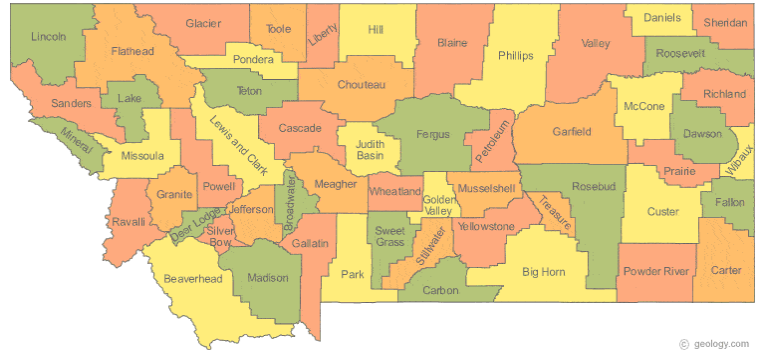 Lincoln
Flathead
Glacier
Toole
Liberty
Hill
Blaine
Phillips
Valley
Daniels
Sheridan
Roosevelt
Pondera
Teton
Chouteau
Sanders
Lake
Mineral
Missoula
Lewis and Clark
Cascade
Judith
Basin
Fergus
Petroleum
Garfield
McCone
Richland
Dawson
Wibaux
Prairie
Powell
Granite
Ravalli
Deer Lodge
Silver
Bow
Jefferson
Broadwater
Meagher
Wheatland
Golden
Valley
Musselshell
Treasure
Rosebud
Custer
Fallon
Beaverhead
Madison
Gallatin
Park
Sweet
Grass
Stillwater
Yellowstone
Carbon
Big Horn
Powder River
Carter
© geology.com